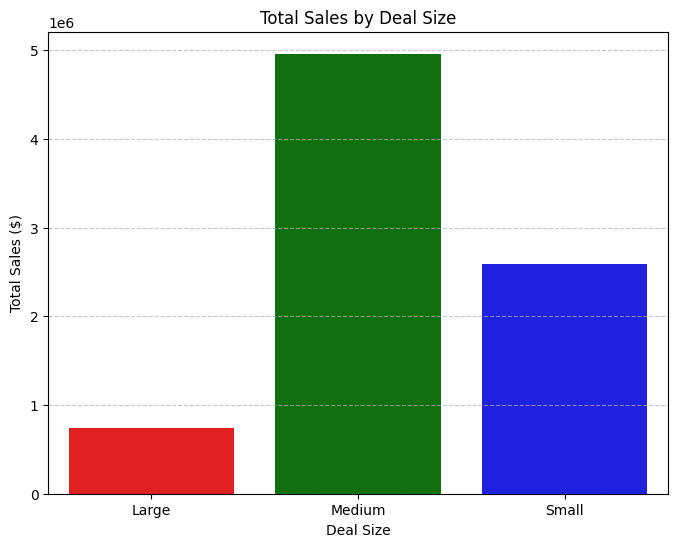 Total Sales by Deal Size
1e6
5
4
3
2
1
0
Total Sales ($)
Large
Medium
Small
Deal Size